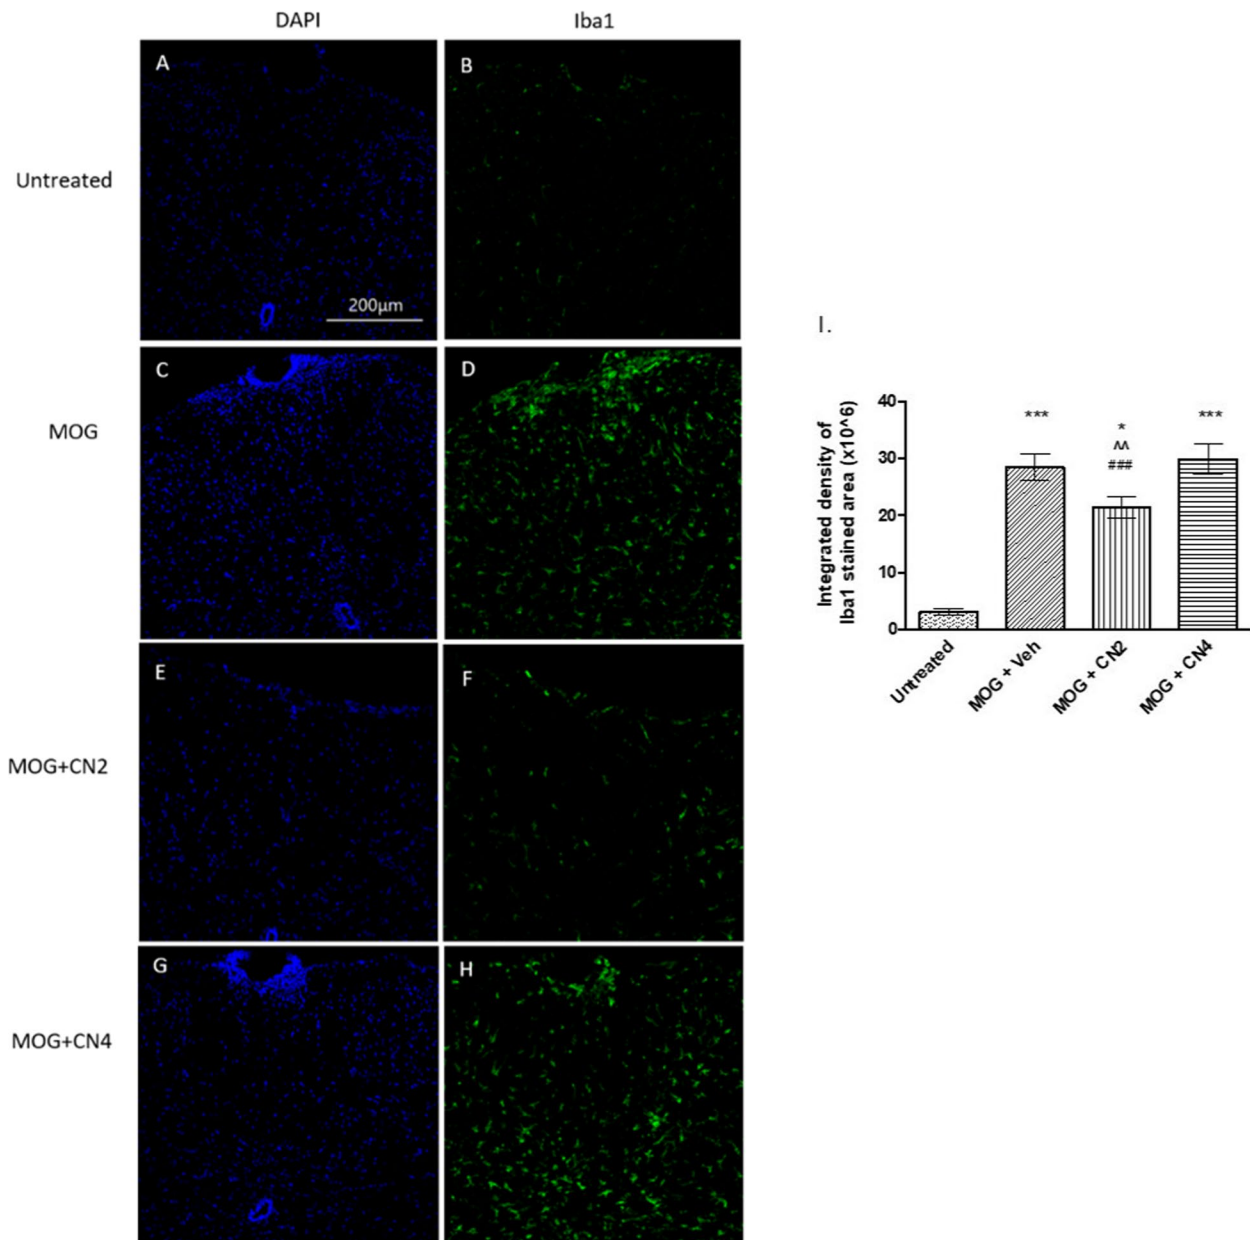 DAPI
Iba1
A
B
Untreated
200µm
C
D
MOG
E
F
MOG+CN2
G
H
MOG+CN4
I.
Integrated density of
Iba1 stained area (x10^6)
40
30
20
10
0
***
*
^^
###
***
Untreated
MOG + Veh
MOG + CN2
MOG + CN4